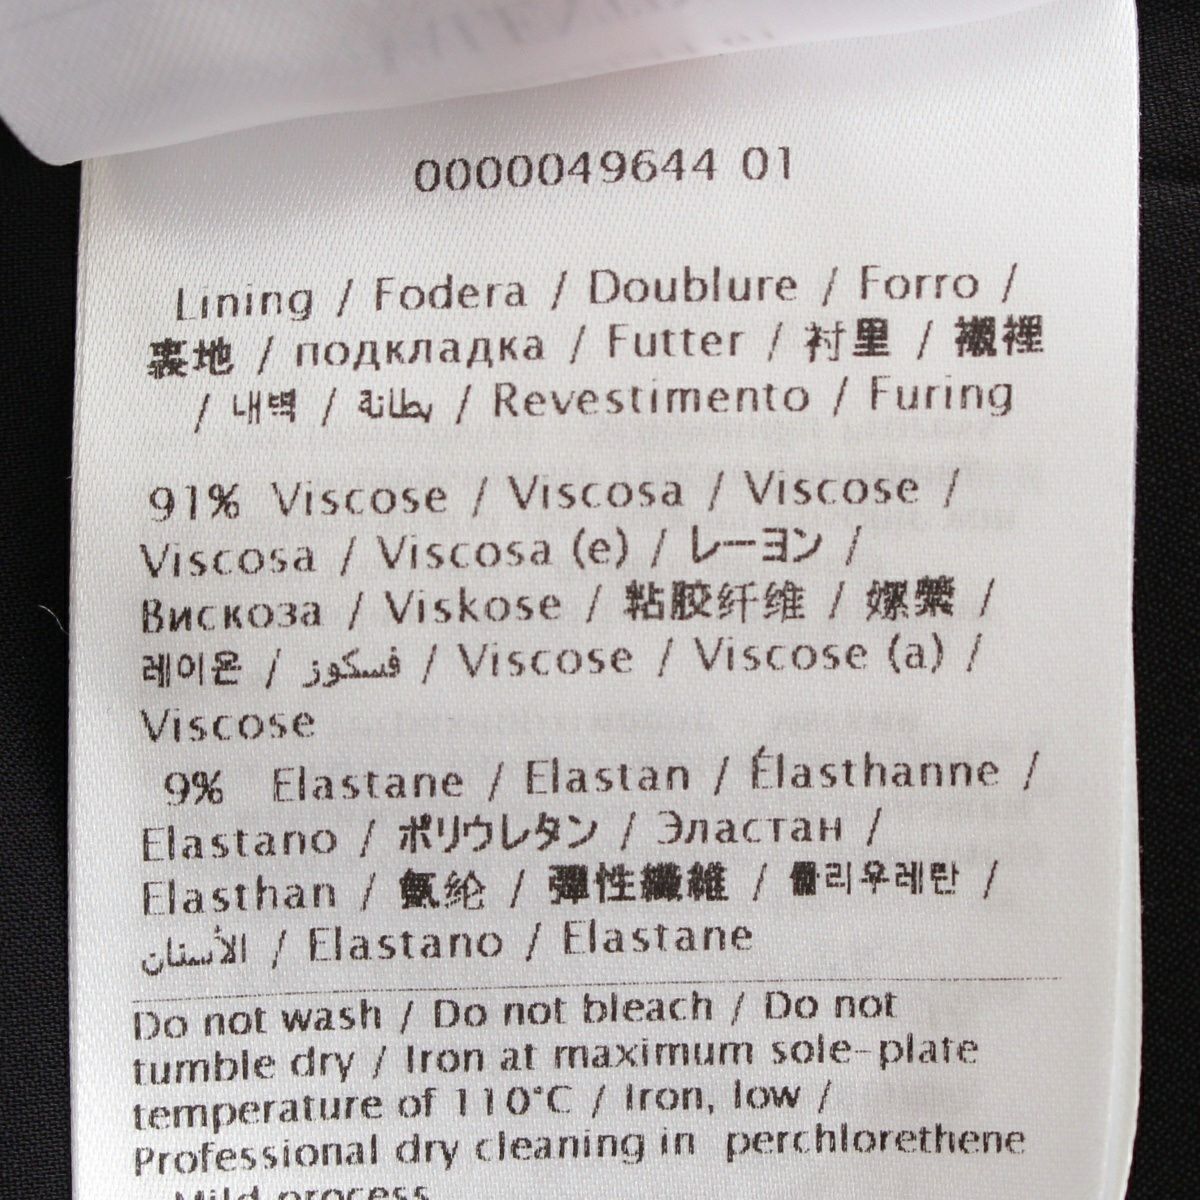 0000049644 01
Lining / Fodera / Doublure / Forro /
裏地 / подкладка / Futter / 衬里 / 襯裡
/ 내벽 / بطانة / Revestimento / Furing
91% Viscose / Viscosa / Viscose /
Viscosa / Viscosa (e) / レーヨン /
Вискоза / Viskose / 粘胶纤维 / 嫘縈 /
레이온 / فسكوز / Viscose / Viscose (a) /
Viscose
9% Elastane / Elastan / Élasthanne /
Elastano / ポリウレタン / Эластан /
Elasthan / 氨纶 / 彈性纖維 / 폴리우레탄 /
الأستان / Elastano / Elastane
Do not wash / Do not bleach / Do not
tumble dry / Iron at maximum sole-plate
temperature of 110°C / Iron, low /
Professional dry cleaning in perchlorethene
Mild process